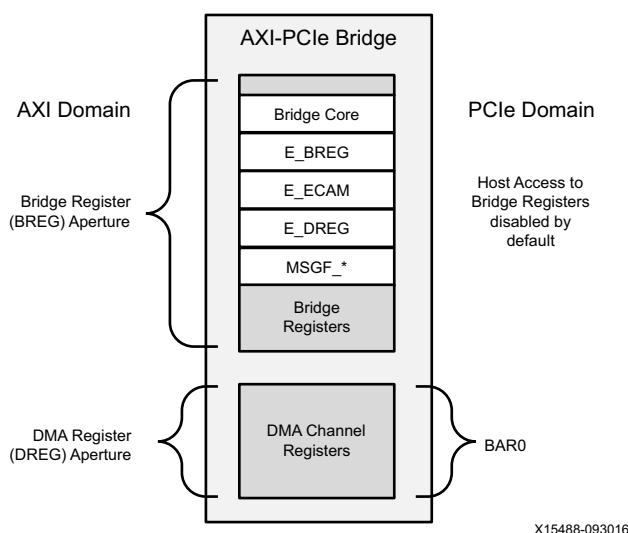 AXI-PCIe Bridge
AXI Domain
PCIe Domain
Bridge Core
E_BREG
E_ECAM
E_DREG
MSGF_*
Bridge
Registers
Bridge Register
(BREG) Aperture
Host Access to
Bridge Registers
disabled by
default
DMA Register
(DREG) Aperture
DMA Channel
Registers
BAR0
X15488-093016